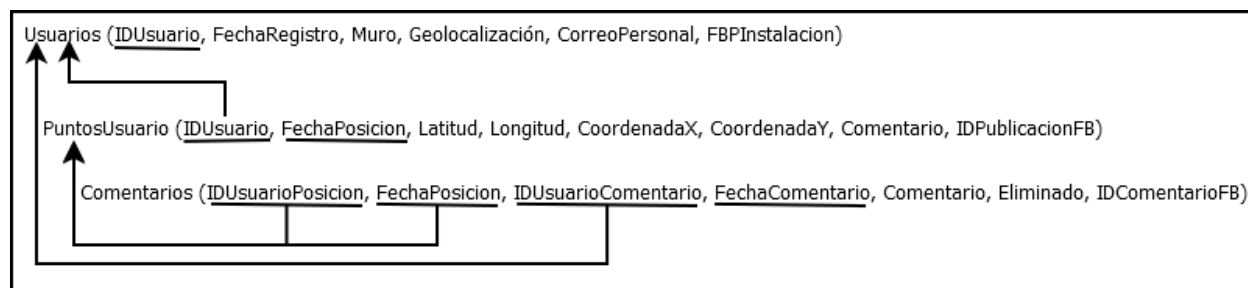 Usuarios (IDUsuario, FechaRegistro, Muro, Geolocalización, CorreoPersonal, FBPInstalacion)
PuntosUsuario (IDUsuario, FechaPosicion, Latitud, Longitud, CoordenadaX, CoordenadaY, Comentario, IDPublicacionFB)
Comentarios (IDUsuarioPosicion, FechaPosicion, IDUsuarioComentario, FechaComentario, Comentario, Eliminado, IDComentarioFB)